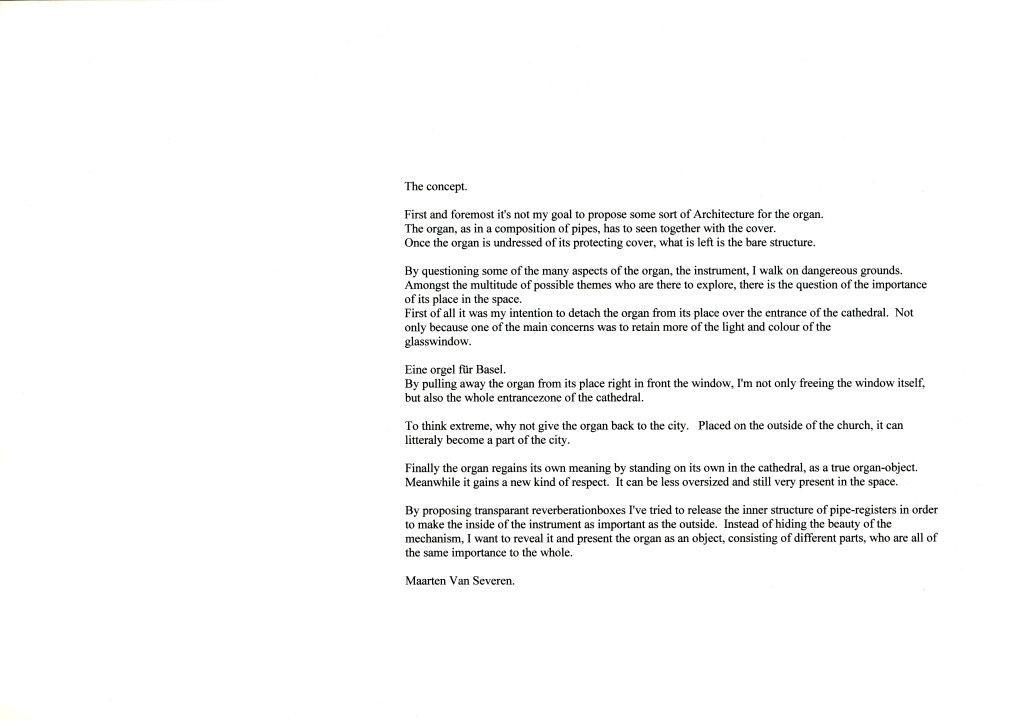 The concept.
First and foremost it's not my goal to propose some sort of Architecture for the organ.
The organ, as in a composition of pipes, has to seen together with the cover.
Once the organ is undressed of its protecting cover, what is left is the bare structure.
By questioning some of the many aspects of the organ, the instrument, I walk on dangereous grounds.
Amongst the multitude of possible themes who are there to explore, there is the question of the importance
of its place in the space.
First of all it was my intention to detach the organ from its place over the entrance of the cathedral.  Not
only because one of the main concerns was to retain more of the light and colour of the
glasswindow.
Eine orgel für Basel.
By pulling away the organ from its place right in front the window, I'm not only freeing the window itself,
but also the whole entrancezone of the cathedral.
To think extreme, why not give the organ back to the city.   Placed on the outside of the church, it can
litteraly become a part of the city.
Finally the organ regains its own meaning by standing on its own in the cathedral, as a true organ-object.
Meanwhile it gains a new kind of respect.  It can be less oversized and still very present in the space.
By proposing transparant reverberationboxes I've tried to release the inner structure of pipe-registers in order
to make the inside of the instrument as important as the outside.  Instead of hiding the beauty of the
mechanism, I want to reveal it and present the organ as an object, consisting of different parts, who are all of
the same importance to the whole.
Maarten Van Severen.